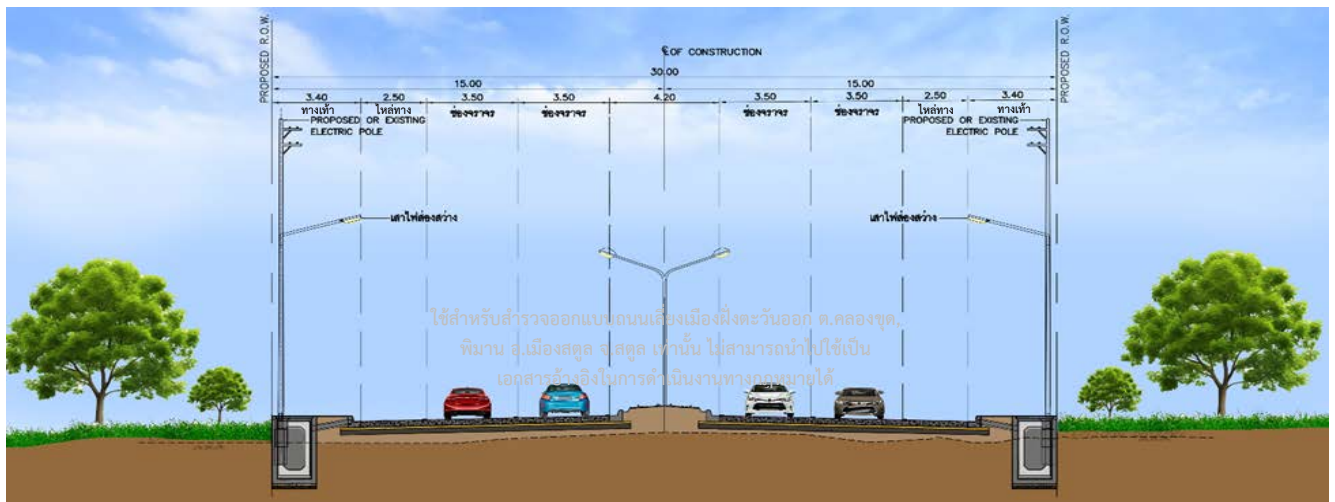 PROPOSED R.O.W.
℄ OF CONSTRUCTION
PROPOSED R.O.W.
30.00
15.00 15.00
3.40 2.50 3.50 3.50 4.20 3.50 3.50 2.50 3.40
ทางเท้า ไหล่ทาง ช่องจราจร ช่องจราจร ช่องจราจร ช่องจราจร ไหล่ทาง ทางเท้า
PROPOSED OR EXISTING
ELECTRIC POLE
PROPOSED OR EXISTING
ELECTRIC POLE
เสาไฟส่องสว่าง เสาไฟส่องสว่าง
ใช้สำหรับสำรวจออกแบบถนนเลี่ยงเมืองฝั่งตะวันออก ต.คลองขุด,
พิมาน อ.เมืองสตูล จ.สตูล เท่านั้น ไม่สามารถนำไปใช้เป็น
เอกสารอ้างอิงในการดำเนินงานทางกฎหมายได้